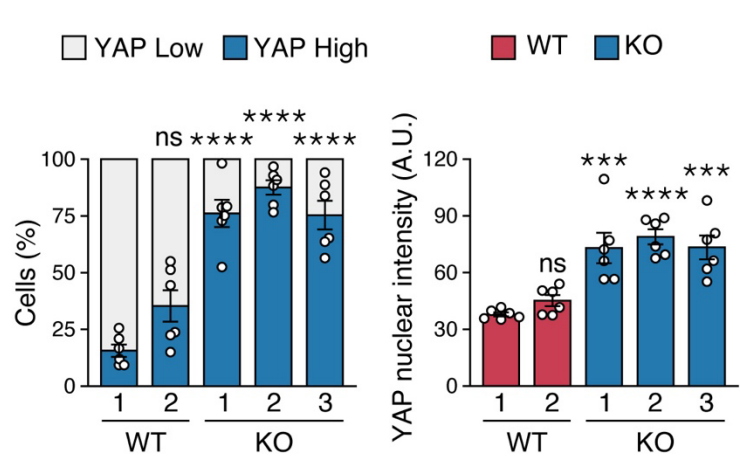 YAP Low YAP High
ns **** **** ****
100
75
50
25
0
Cells (%)
1 2 1 2 3
WT KO
WT KO
*** **** ***
ns
120
90
60
30
0
YAP nuclear intensity (A.U.)
1 2 1 2 3
WT KO